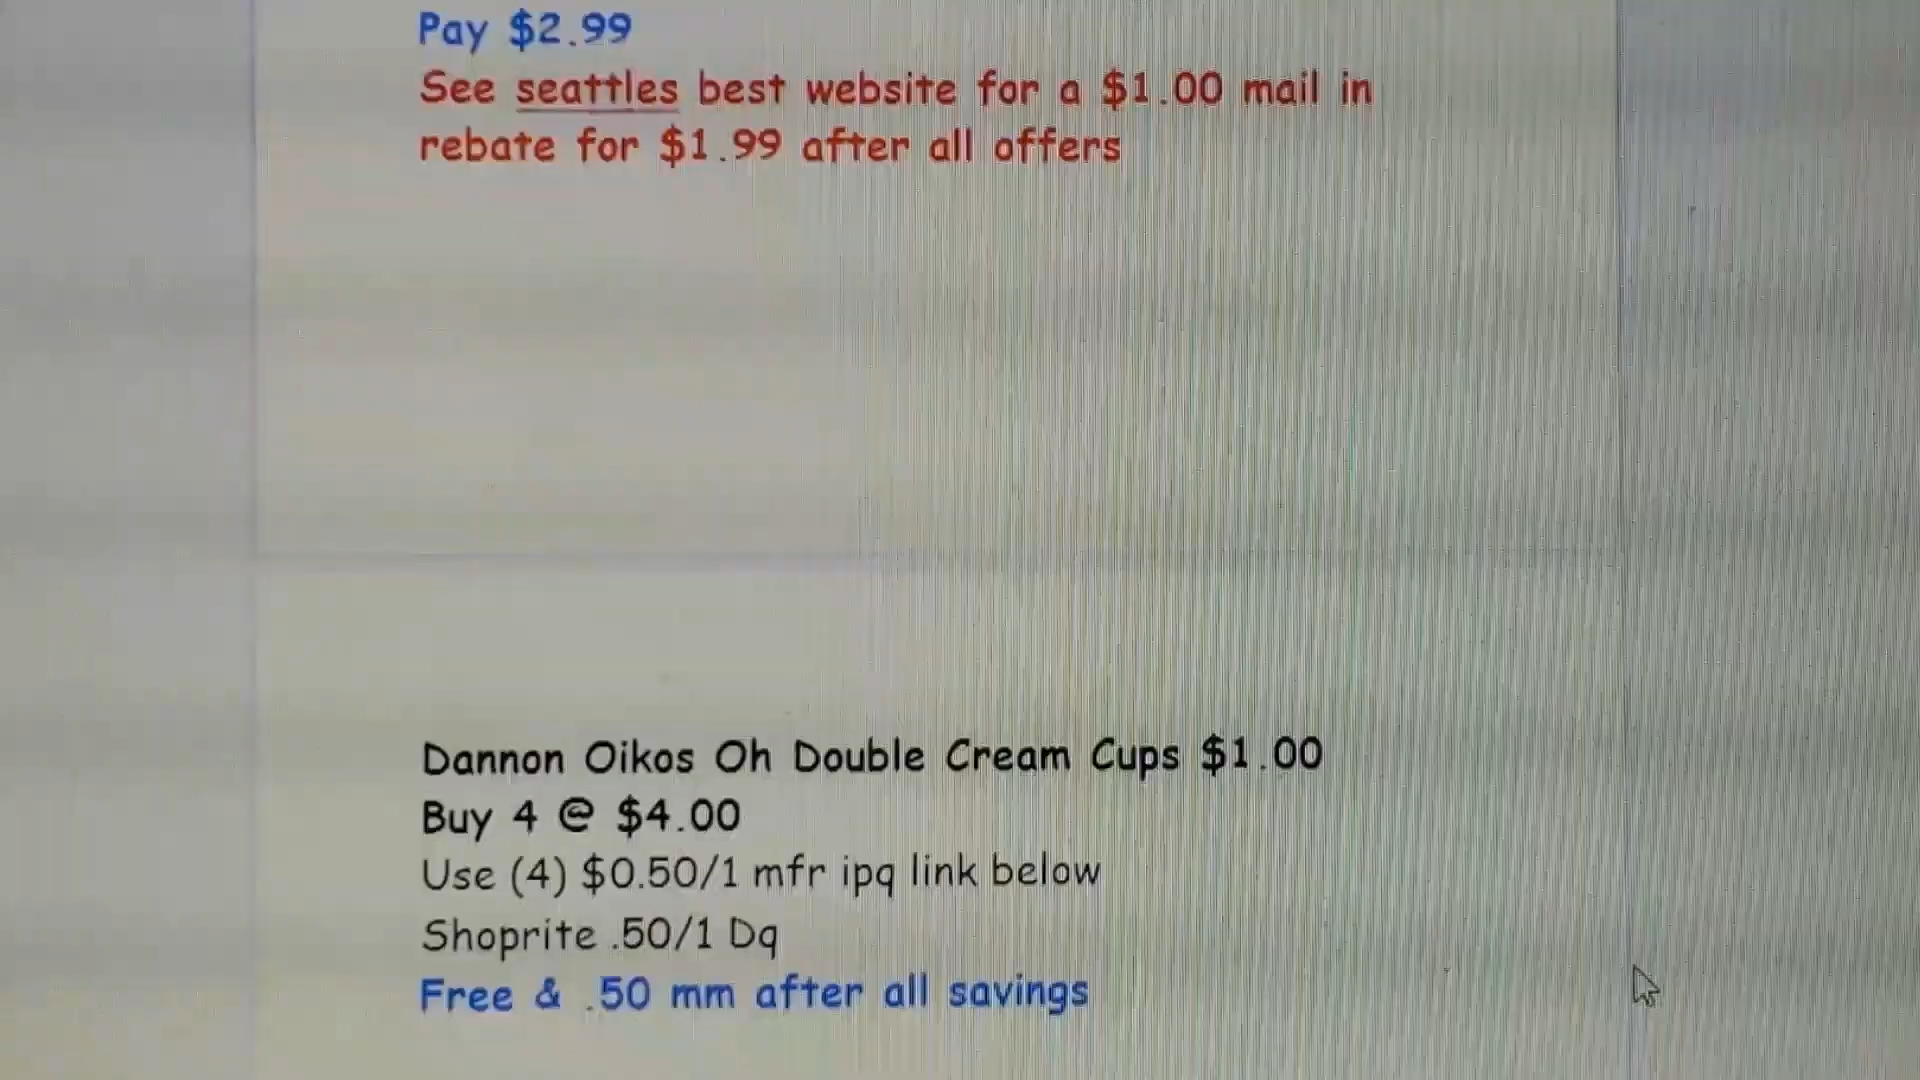 Pay $2.99
See seattles best website for a $1.00 mail in
rebate for $1.99 after all offers
Dannon Oikos Oh Double Cream Cups $1.00
Buy 4 @ $4.00
Use (4) $0.50/1 mfr ipq link below
Shoprite .50/1 Dq
Free & .50 mm after all savings